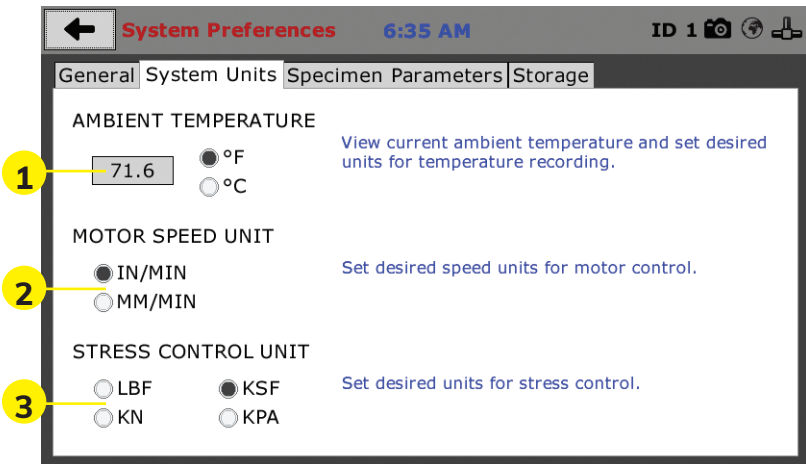 System Preferences 6:35 AM ID 1
General System Units Specimen Parameters Storage
AMBIENT TEMPERATURE
View current ambient temperature and set desired
units for temperature recording.
1 71.6 °F
°C
MOTOR SPEED UNIT
2 IN/MIN Set desired speed units for motor control.
MM/MIN
STRESS CONTROL UNIT
3 LBF KSF Set desired units for stress control.
KN KPA